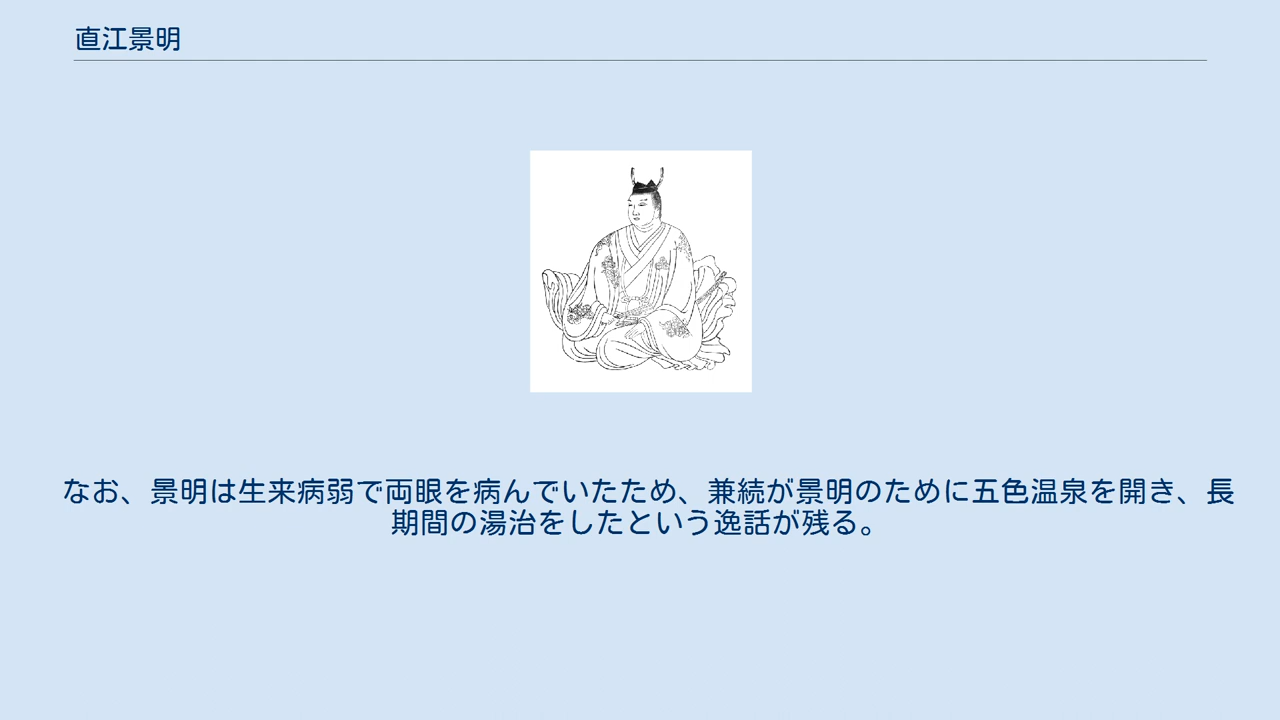 直江景明
なお、景明は生来病弱で両眼を病んでいたため、兼続が景明のために五色温泉を開き、長
期間の湯治をしたという逸話が残る。